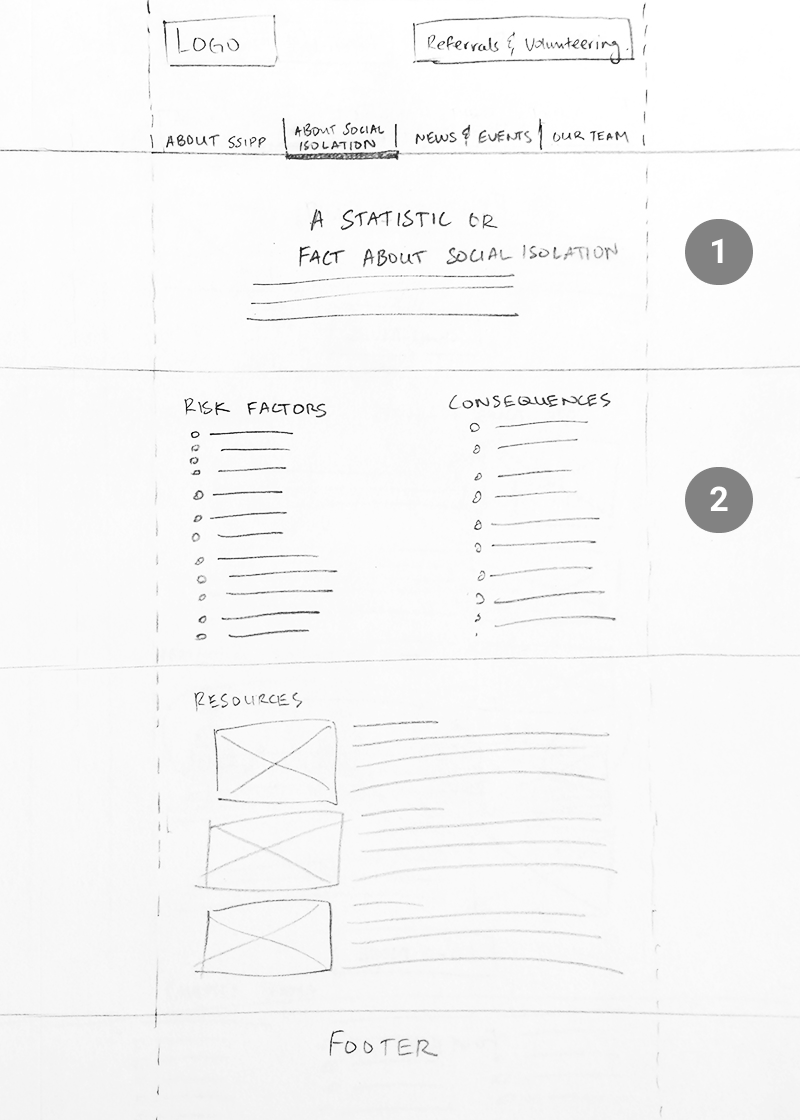 LOGO
Referrals & Volunteering
ABOUT SSIPP
ABOUT SOCIAL
ISOLATION
NEWS & EVENTS
OUR TEAM
A STATISTIC OR
FACT ABOUT SOCIAL ISOLATION
1
RISK FACTORS
CONSEQUENCES
2
RESOURCES
FOOTER